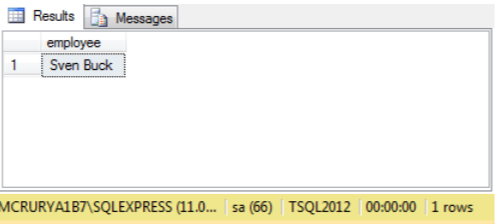 Results Messages
employee
1 Sven Buck
MCRURYA1B7\SQLEXPRESS (11.0... sa (66) TSQL2012 00:00:00 1 rows